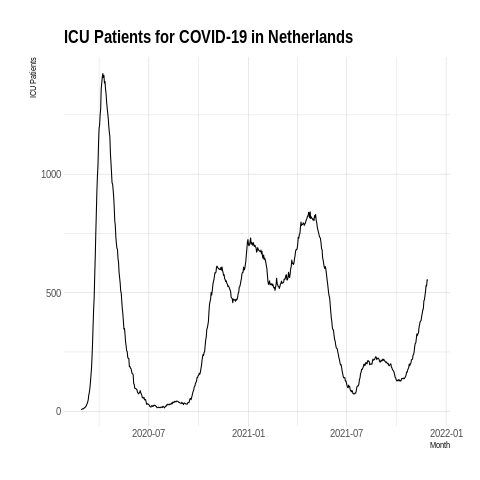 ICU Patients for COVID-19 in Netherlands
ICU Patients
1000
500
0
2020-07
2021-01
2021-07
2022-01
Month